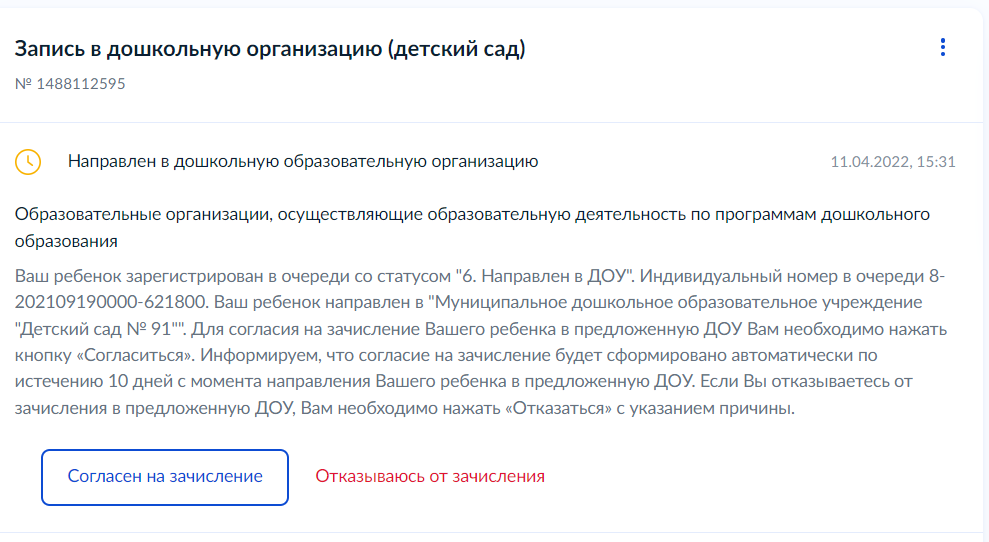 Запись в дошкольную организацию (детский сад)
№ 1488112595
Направлен в дошкольную образовательную организацию
11.04.2022, 15:31
Образовательные организации, осуществляющие образовательную деятельность по программам дошкольного
образования
Ваш ребенок зарегистрирован в очереди со статусом "6. Направлен в ДОУ". Индивидуальный номер в очереди 8-
202109190000-621800. Ваш ребенок направлен в "Муниципальное дошкольное образовательное учреждение
"Детский сад № 91"". Для согласия на зачисление Вашего ребенка в предложенную ДОУ Вам необходимо нажать
кнопку «Согласиться». Информируем, что согласие на зачисление будет сформировано автоматически по
истечению 10 дней с момента направления Вашего ребенка в предложенную ДОУ. Если Вы отказываетесь от
зачисления в предложенную ДОУ, Вам необходимо нажать «Отказаться» с указанием причины.
Согласен на зачисление
Отказываюсь от зачисления